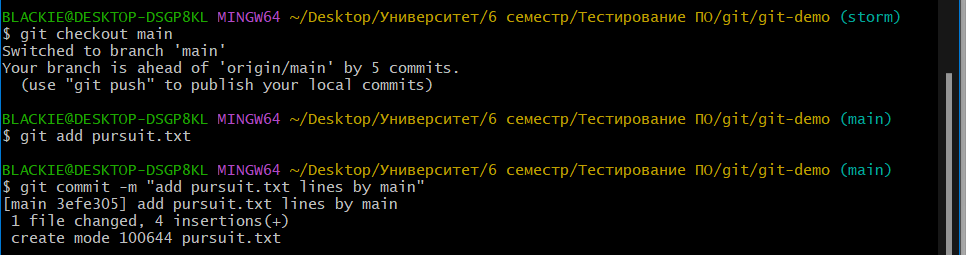 BLACKIE@DESKTOP-DSGP8KL MINGW64 ~/Desktop/Университет/6 семестр/Тестирование ПО/git/git-demo (storm)
$ git checkout main
Switched to branch 'main'
Your branch is ahead of 'origin/main' by 5 commits.
  (use "git push" to publish your local commits)
BLACKIE@DESKTOP-DSGP8KL MINGW64 ~/Desktop/Университет/6 семестр/Тестирование ПО/git/git-demo (main)
$ git add pursuit.txt
BLACKIE@DESKTOP-DSGP8KL MINGW64 ~/Desktop/Университет/6 семестр/Тестирование ПО/git/git-demo (main)
$ git commit -m "add pursuit.txt lines by main"
[main 3efe305] add pursuit.txt lines by main
 1 file changed, 4 insertions(+)
 create mode 100644 pursuit.txt